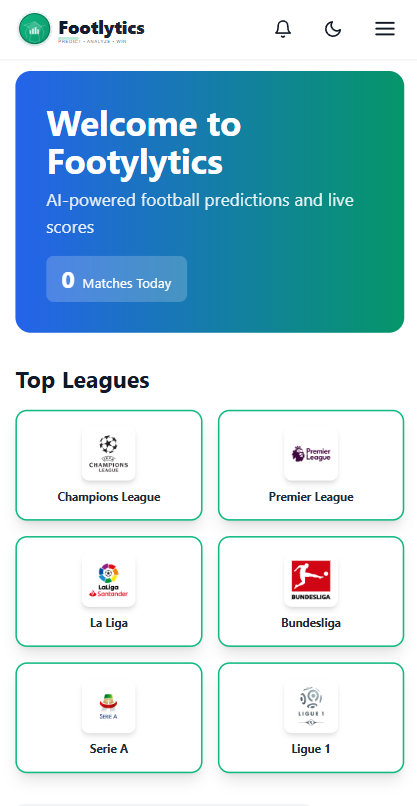 Footlytics
PREDICT • ANALYZE • WIN
Welcome to
Footylytics
AI-powered football predictions and live
scores
0 Matches Today
Top Leagues
UEFA
CHAMPIONS
LEAGUE
Champions League
Premier
League
Premier League
LaLiga
Santander
La Liga
BUNDESLIGA
Bundesliga
SERIE A
Serie A
LIGUE 1
Ligue 1